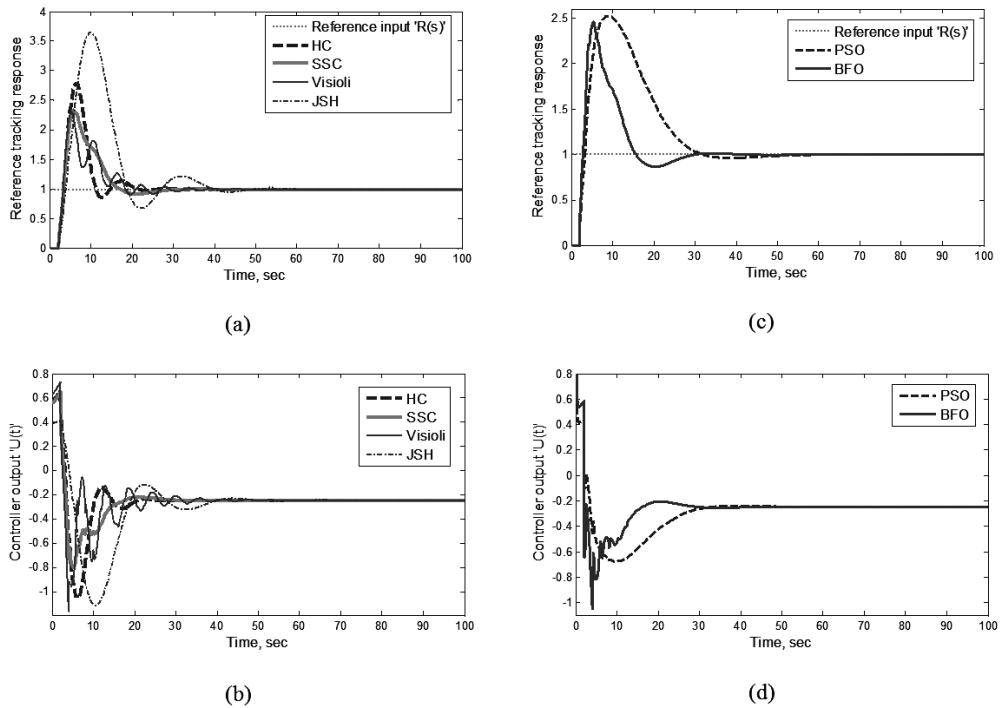 Reference tracking response
4
3.5
3
2.5
2
1.5
1
0.5
0
Reference input 'R(s)'
HC
SSC
Visioli
JSH
0 10 20 30 40 50 60 70 80 90 100
Time, sec
(a)
Reference tracking response
2.5
2
1.5
1
0.5
0
Reference input 'R(s)'
PSO
BFO
0 10 20 30 40 50 60 70 80 90 100
Time, sec
(c)
Controller output 'U(t)'
0.8
0.6
0.4
0.2
0
-0.2
-0.4
-0.6
-0.8
-1
HC
SSC
Visioli
JSH
0 10 20 30 40 50 60 70 80 90 100
Time, sec
(b)
Controller output 'U(t)'
0.8
0.6
0.4
0.2
0
-0.2
-0.4
-0.6
-0.8
-1
PSO
BFO
0 10 20 30 40 50 60 70 80 90 100
Time, sec
(d)